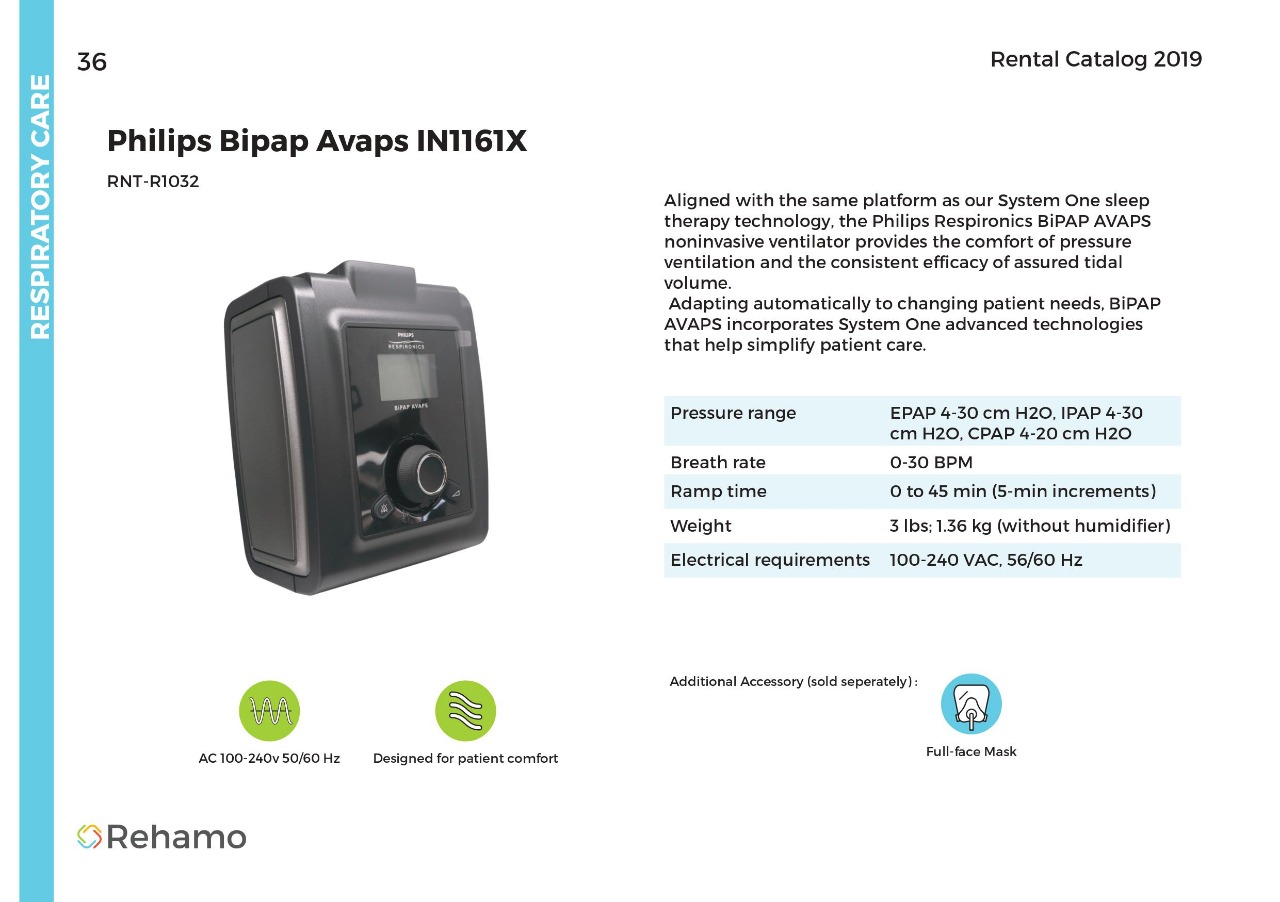 36
Rental Catalog 2019
RESPIRATORY CARE
Philips Bipap Avaps IN1161X
RNT-R1032
PHILIPS
RESPIRONICS
BiPAP AVAPS
Aligned with the same platform as our System One sleep
therapy technology, the Philips Respironics BiPAP AVAPS
noninvasive ventilator provides the comfort of pressure
ventilation and the consistent efficacy of assured tidal
volume.
Adapting automatically to changing patient needs, BiPAP
AVAPS incorporates System One advanced technologies
that help simplify patient care.
Pressure range EPAP 4-30 cm H2O, IPAP 4-30
cm H2O, CPAP 4-20 cm H2O
Breath rate 0-30 BPM
Ramp time 0 to 45 min (5-min increments)
Weight 3 lbs; 1.36 kg (without humidifier)
Electrical requirements 100-240 VAC, 56/60 Hz
AC 100-240v 50/60 Hz
Designed for patient comfort
Additional Accessory (sold seperately) :
Full-face Mask
Rehamo